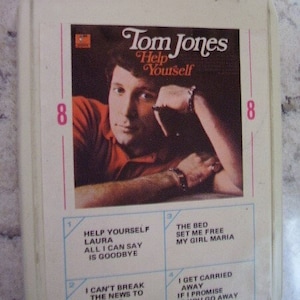 Tom Jones
Help
Yourself
8
8
1
HELP YOURSELF
LAURA
ALL I CAN SAY
IS GOODBYE
3
THE BED
SET ME FREE
MY GIRL MARIA
2
I CAN'T BREAK
THE NEWS TO
4
I GET CARRIED
AWAY
IF I PROMISE